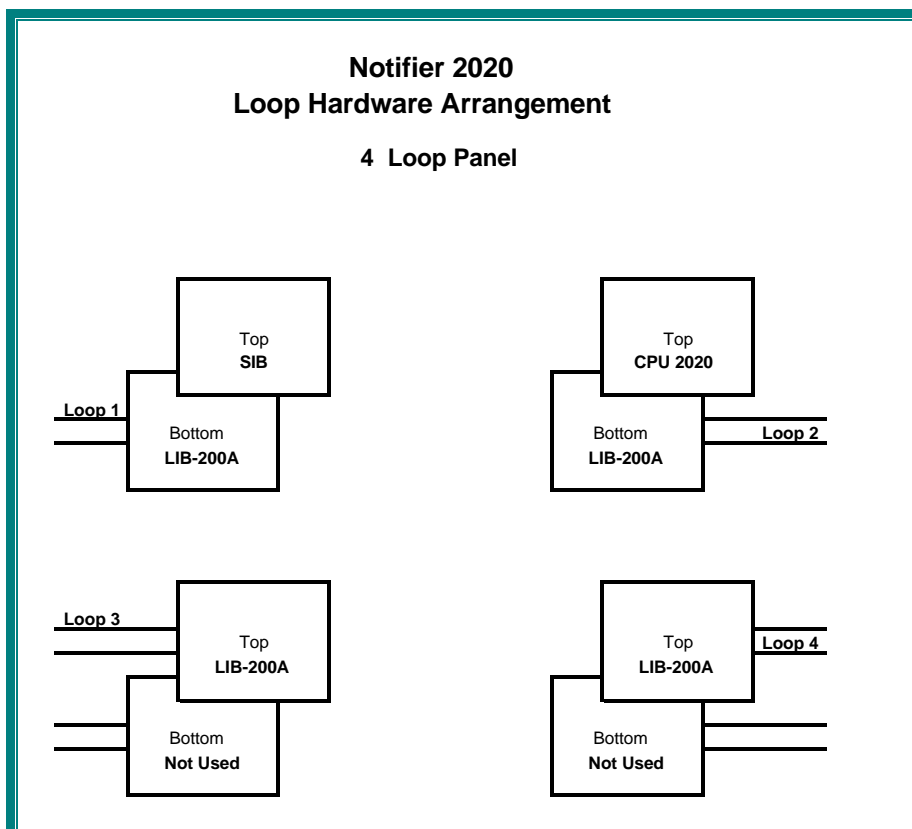 Notifier 2020
Loop Hardware Arrangement
4 Loop Panel
Top
SIB
Loop 1
Bottom
LIB-200A
Top
CPU 2020
Bottom
LIB-200A
Loop 2
Loop 3
Top
LIB-200A
Bottom
Not Used
Top
LIB-200A
Loop 4
Bottom
Not Used